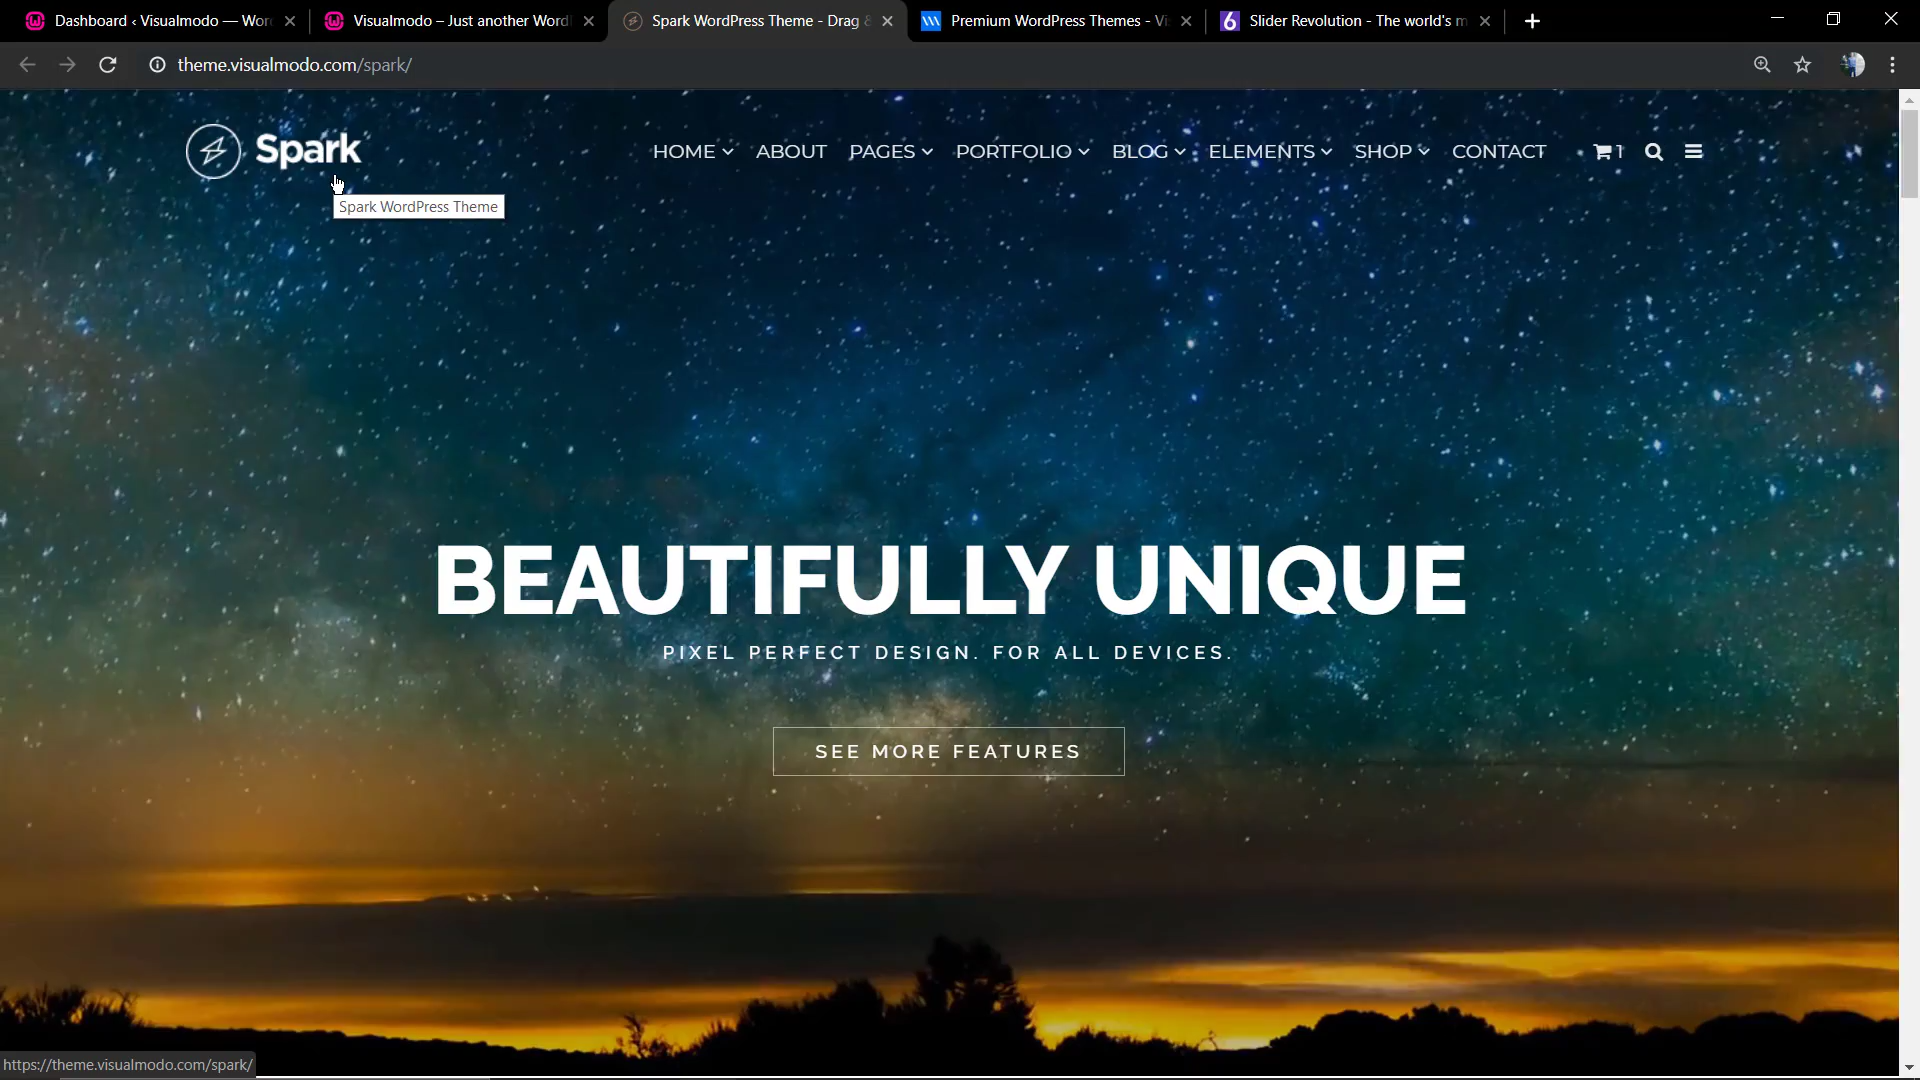 Dashboard ‹ Visualmodo — Wor
Visualmodo – Just another Word
Spark WordPress Theme - Drag &
Premium WordPress Themes - Vi
Slider Revolution - The world's m
theme.visualmodo.com/spark/
Spark
HOME ABOUT PAGES PORTFOLIO BLOG ELEMENTS SHOP CONTACT 1
Spark WordPress Theme
BEAUTIFULLY UNIQUE
PIXEL PERFECT DESIGN. FOR ALL DEVICES.
SEE MORE FEATURES
https://theme.visualmodo.com/spark/